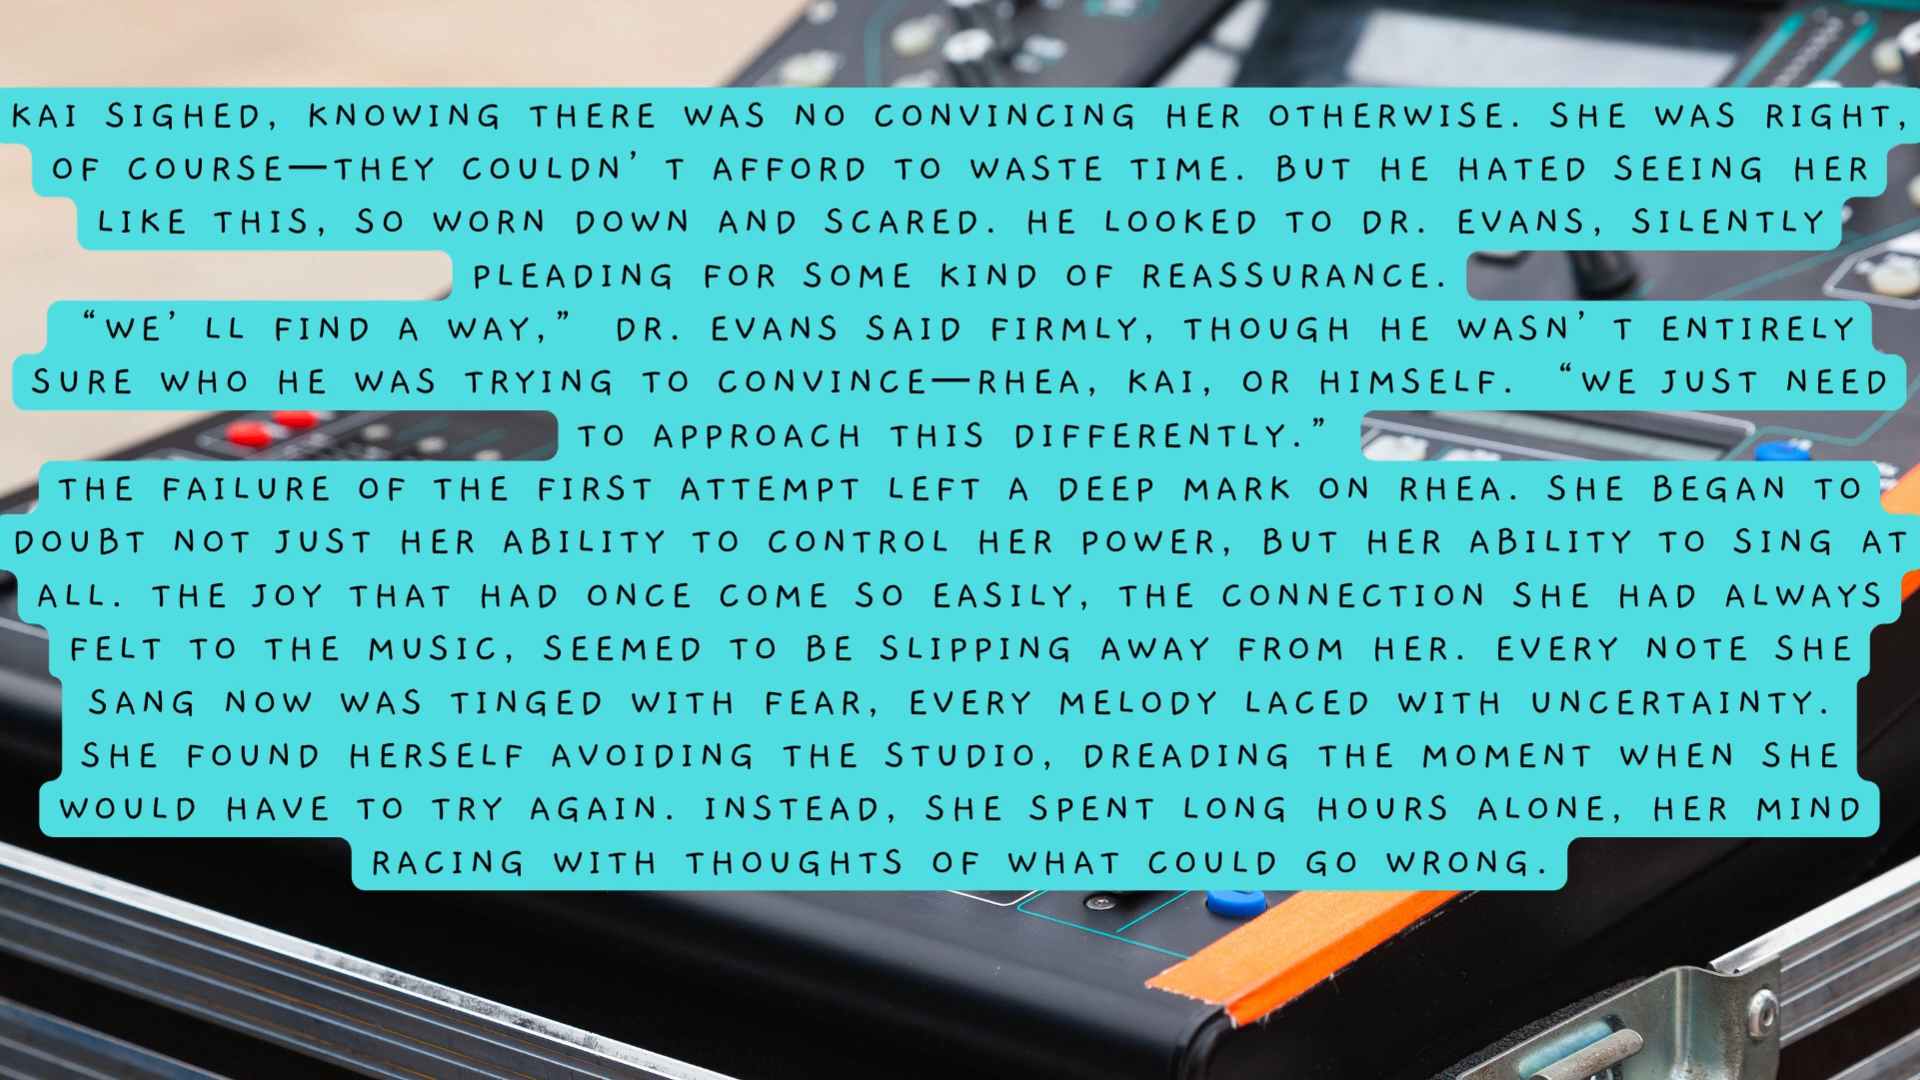 KAI SIGHED, KNOWING THERE WAS NO CONVINCING HER OTHERWISE. SHE WAS RIGHT,
OF COURSE—THEY COULDN’T AFFORD TO WASTE TIME. BUT HE HATED SEEING HER
LIKE THIS, SO WORN DOWN AND SCARED. HE LOOKED TO DR. EVANS, SILENTLY
PLEADING FOR SOME KIND OF REASSURANCE.
“WE’LL FIND A WAY,” DR. EVANS SAID FIRMLY, THOUGH HE WASN’T ENTIRELY
SURE WHO HE WAS TRYING TO CONVINCE—RHEA, KAI, OR HIMSELF. “WE JUST NEED
TO APPROACH THIS DIFFERENTLY.”
THE FAILURE OF THE FIRST ATTEMPT LEFT A DEEP MARK ON RHEA. SHE BEGAN TO
DOUBT NOT JUST HER ABILITY TO CONTROL HER POWER, BUT HER ABILITY TO SING AT
ALL. THE JOY THAT HAD ONCE COME SO EASILY, THE CONNECTION SHE HAD ALWAYS
FELT TO THE MUSIC, SEEMED TO BE SLIPPING AWAY FROM HER. EVERY NOTE SHE
SANG NOW WAS TINGED WITH FEAR, EVERY MELODY LACED WITH UNCERTAINTY.
SHE FOUND HERSELF AVOIDING THE STUDIO, DREADING THE MOMENT WHEN SHE
WOULD HAVE TO TRY AGAIN. INSTEAD, SHE SPENT LONG HOURS ALONE, HER MIND
RACING WITH THOUGHTS OF WHAT COULD GO WRONG.